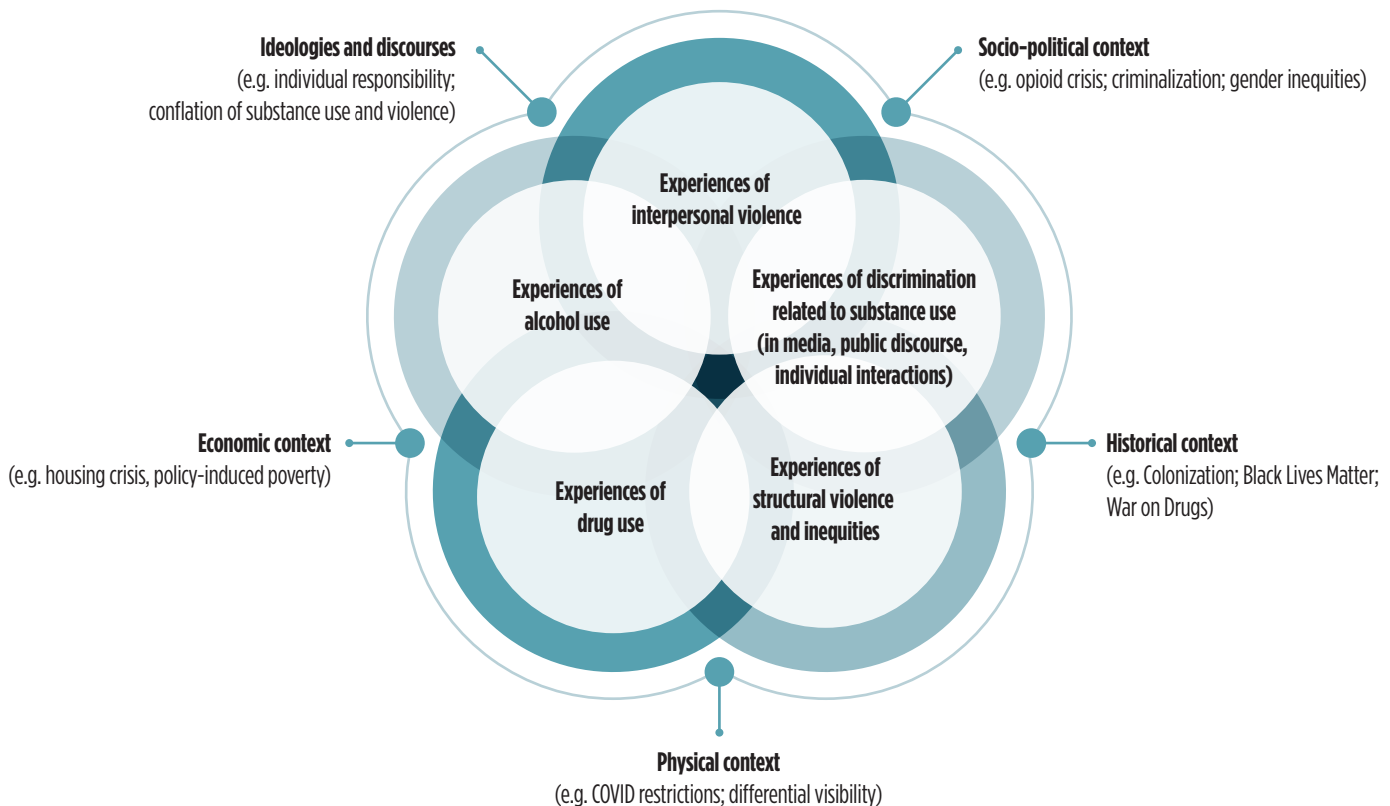 Ideologies and discourses
(e.g. individual responsibility;
conflation of substance use and violence)
Socio-political context
(e.g. opioid crisis; criminalization; gender inequities)
Experiences of
interpersonal violence
Experiences of
alcohol use
Experiences of discrimination
related to substance use
(in media, public discourse,
individual interactions)
Economic context
(e.g. housing crisis, policy-induced poverty)
Historical context
(e.g. Colonization; Black Lives Matter;
War on Drugs)
Experiences of
drug use
Experiences of
structural violence
and inequities
Physical context
(e.g. COVID restrictions; differential visibility)